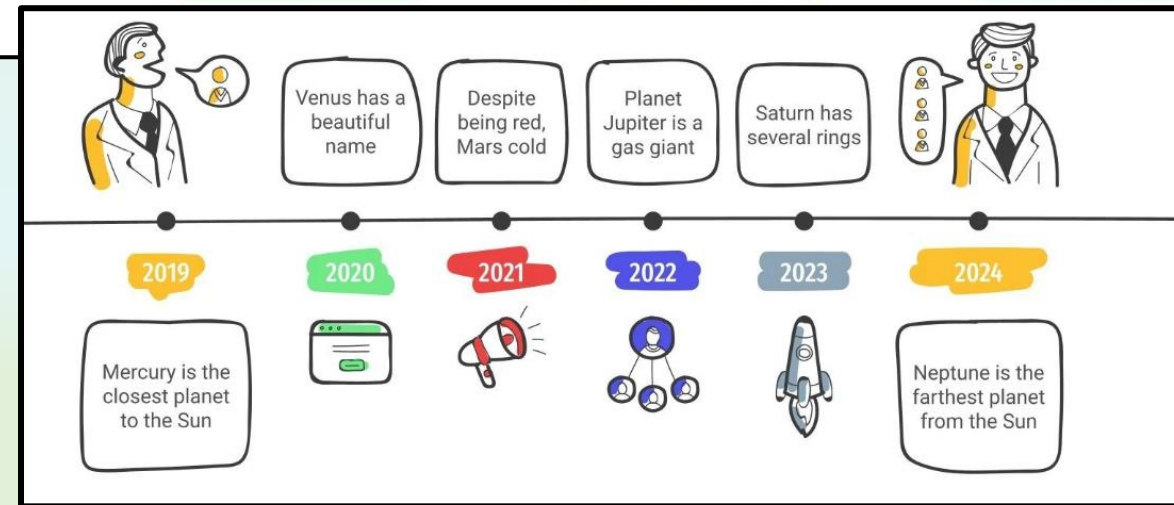 Venus has a
beautiful
name
Despite
being red,
Mars cold
Planet
Jupiter is a
gas giant
Saturn has
several rings
2019
2020
2021
2022
2023
2024
Mercury is the
closest planet
to the Sun
Neptune is the
farthest planet
from the Sun